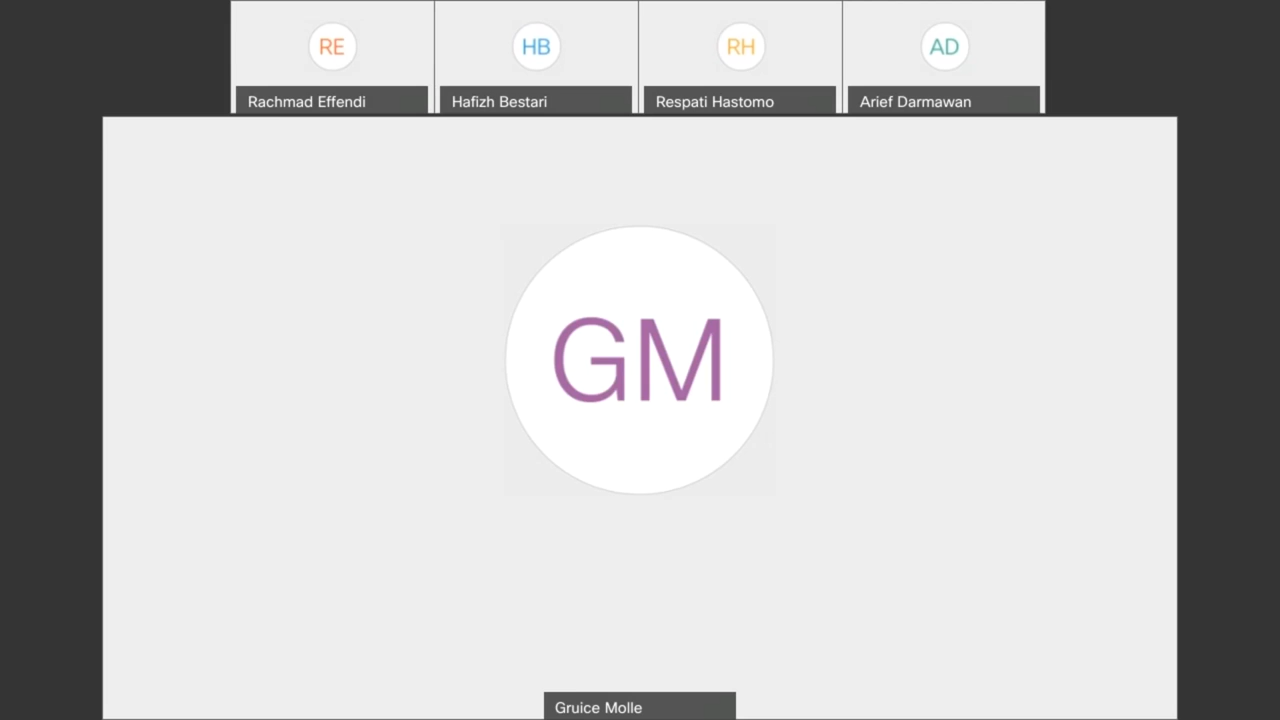 RE
HB
RH
AD
Rachmad Effendi
Hafizh Bestari
Respati Hastomo
Arief Darmawan
GM
Gruice Molle